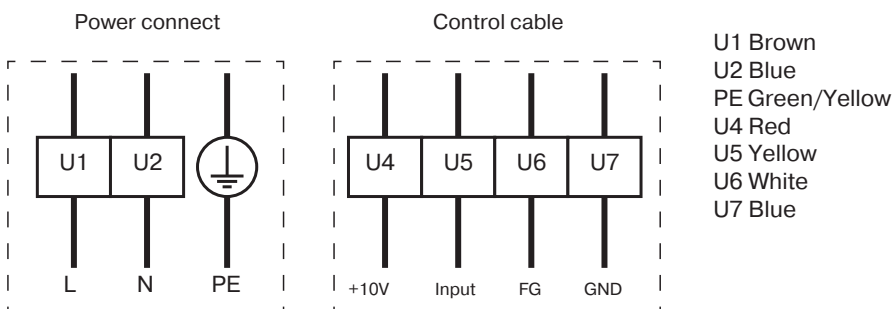 Power connect
Control cable
U1 U2
U4 U5 U6 U7
L N PE
+10V Input FG GND
U1 Brown
U2 Blue
PE Green/Yellow
U4 Red
U5 Yellow
U6 White
U7 Blue